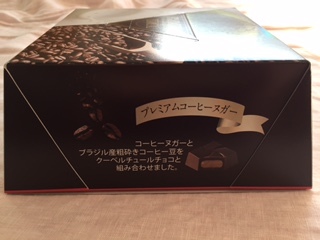 プレミアムコーヒーヌガー
コーヒーヌガーと
ブラジル産粗砕きコーヒー豆を
クーベルチュールチョコと
組み合わせました。